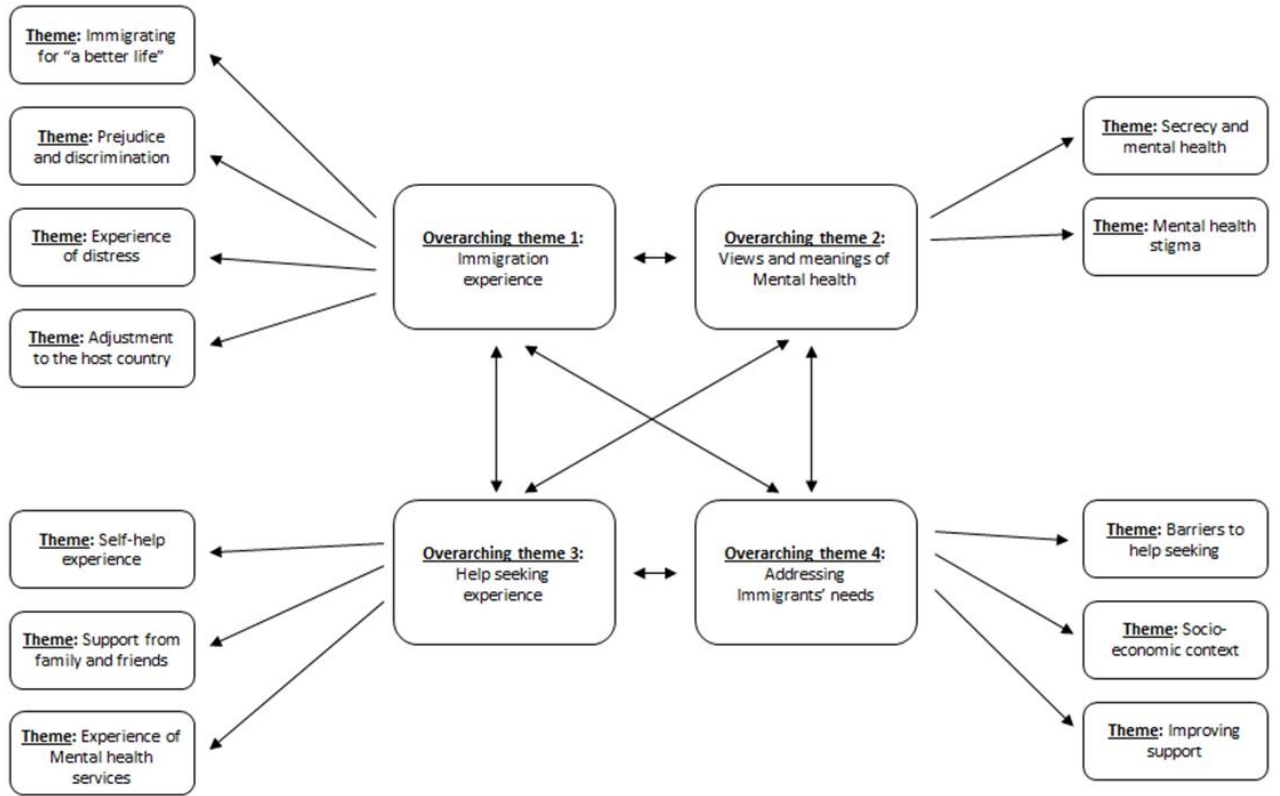 Theme: Immigrating
for “a better life”
Theme: Prejudice
and discrimination
Theme: Experience
of distress
Theme: Adjustment
to the host country
Overarching theme 1:
Immigration
experience
Overarching theme 2:
Views and meanings of
Mental health
Theme: Secrecy and
mental health
Theme: Mental health
stigma
Theme: Self-help
experience
Theme: Support from
family and friends
Theme: Experience of
Mental health
services
Overarching theme 3:
Help seeking
experience
Overarching theme 4:
Addressing
Immigrants’ needs
Theme: Barriers to
help seeking
Theme: Socio-
economic context
Theme: Improving
support